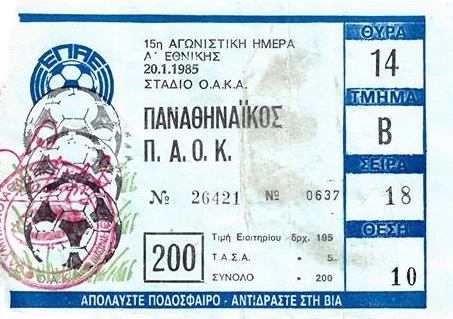 ΕΠΑΕ
15η ΑΓΩΝΙΣΤΙΚΗ ΗΜΕΡΑ
Α΄ ΕΘΝΙΚΗΣ
20.1.1985
ΣΤΑΔΙΟ Ο.Α.Κ.Α.
ΠΑΝΑΘΗΝΑΪΚΟΣ
Π. Α. Ο. Κ.
№ 26421 № 0637
200
Τιμή Εισιτηρίου δρχ. 195
Τ.Α.Σ.Α. " 5
ΣΥΝΟΛΟ " 200
ΘΥΡΑ
14
ΤΜΗΜΑ
Β
ΣΕΙΡΑ
18
ΘΕΣΗ
10
ΑΠΟΛΑΥΣΤΕ ΠΟΔΟΣΦΑΙΡΟ - ΑΝΤΙΔΡΑΣΤΕ ΣΤΗ ΒΙΑ